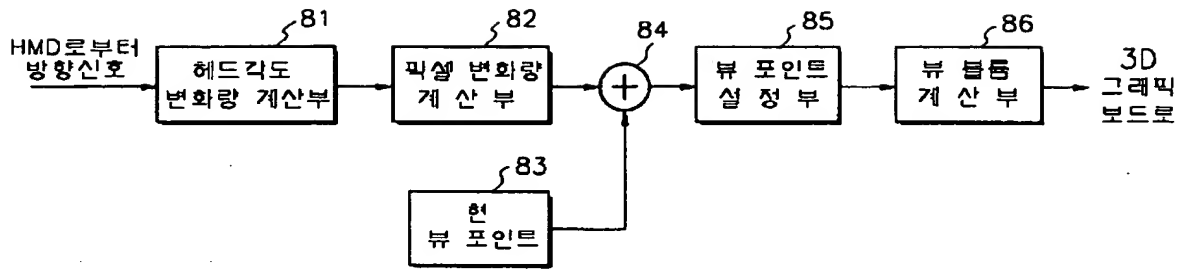 HMD로부터
방향신호
81
헤드각도
변화량 계산부
82
픽셀 변화량
계 산 부
84
+
85
뷰 포인트
설 정 부
86
뷰 볼륨
계 산 부
3D
그래픽
보드로
83
현
뷰 포인트